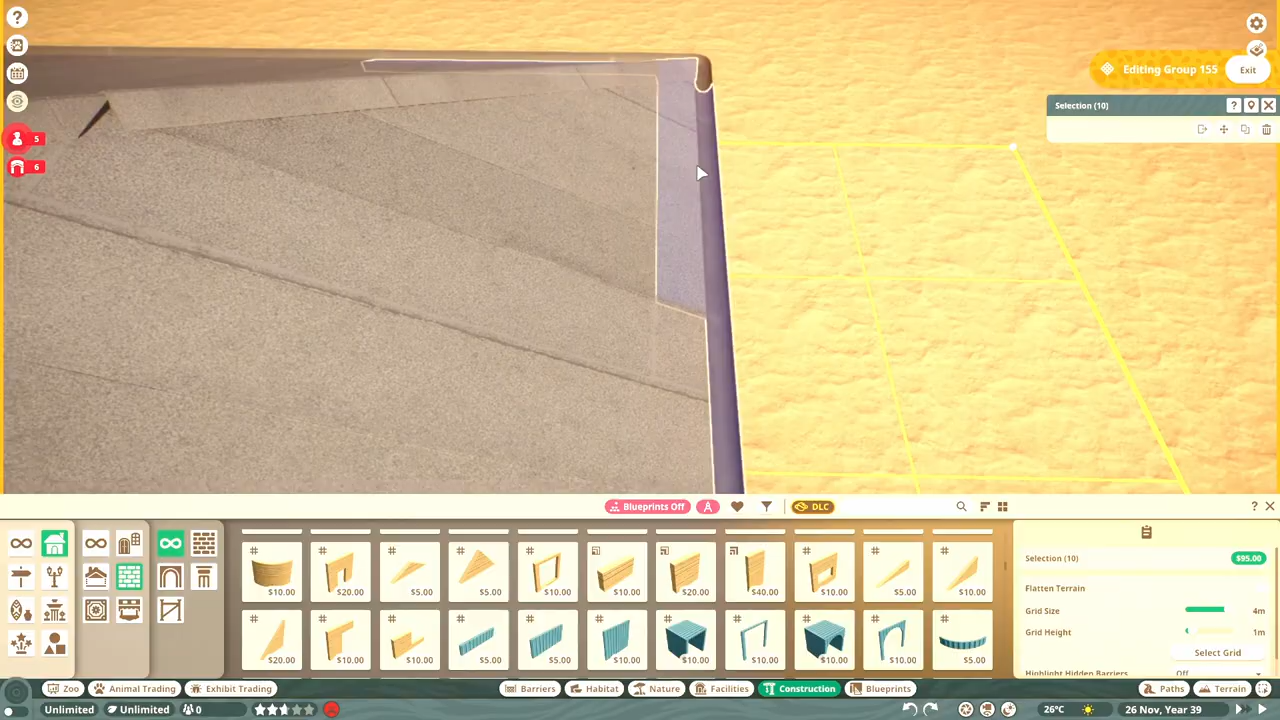 ?
Editing Group 155
Exit
Selection (10)
?
5
6
Blueprints Off
DLC
?
$10.00
$20.00
$5.00
$5.00
$10.00
$10.00
$20.00
$40.00
$10.00
$5.00
$10.00
$20.00
$10.00
$10.00
$5.00
$5.00
$10.00
$10.00
$10.00
$10.00
$10.00
$5.00
Selection (10)
$95.00
Flatten Terrain
Grid Size
4m
Grid Height
1m
Select Grid
Highlight Hidden Barriers
Off
Zoo
Animal Trading
Exhibit Trading
Barriers
Habitat
Nature
Facilities
Construction
Blueprints
Paths
Terrain
Unlimited
Unlimited
0
26°C
26 Nov, Year 39